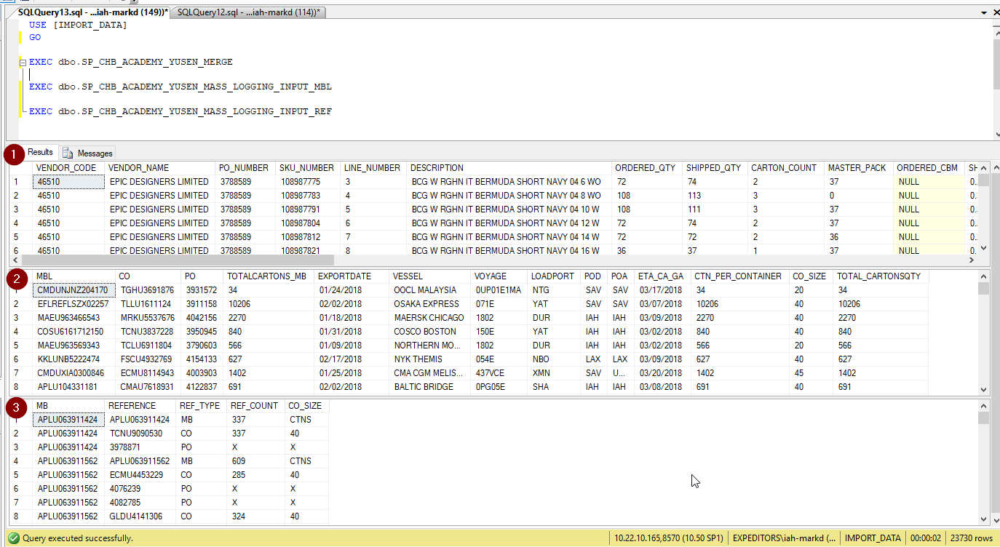 SQLQuery13.sql - ...iah-markd (149))* SQLQuery12.sql - ...iah-markd (114))*
USE [IMPORT_DATA]
GO
EXEC dbo.SP_CHB_ACADEMY_YUSEN_MERGE
EXEC dbo.SP_CHB_ACADEMY_YUSEN_MASS_LOGGING_INPUT_MBL
EXEC dbo.SP_CHB_ACADEMY_YUSEN_MASS_LOGGING_INPUT_REF
1 Results Messages
VENDOR_CODE VENDOR_NAME PO_NUMBER SKU_NUMBER LINE_NUMBER DESCRIPTION ORDERED_QTY SHIPPED_QTY CARTON_COUNT MASTER_PACK ORDERED_CBM SH
1 46510 EPIC DESIGNERS LIMITED 3788589 108987775 3 BCG W RGHN IT BERMUDA SHORT NAVY 04 6 WO 72 74 2 37 NULL 0.
2 46510 EPIC DESIGNERS LIMITED 3788589 108987783 4 BCG W RGHN IT BERMUDA SHORT NAVY 04 8 WO 108 113 3 0 NULL 0.
3 46510 EPIC DESIGNERS LIMITED 3788589 108987791 5 BCG W RGHN IT BERMUDA SHORT NAVY 04 10 W 108 111 3 37 NULL 0.
4 46510 EPIC DESIGNERS LIMITED 3788589 108987804 6 BCG W RGHN IT BERMUDA SHORT NAVY 04 12 W 72 74 2 37 NULL 0.
5 46510 EPIC DESIGNERS LIMITED 3788589 108987812 7 BCG W RGHN IT BERMUDA SHORT NAVY 04 14 W 72 72 2 36 NULL 0.
6 46510 EPIC DESIGNERS LIMITED 3788589 108987821 8 BCG W RGHN IT BERMUDA SHORT NAVY 04 16 W 36 37 1 37 NULL 0.
2 MBL CO PO TOTALCARTONS_MB EXPORTDATE VESSEL VOYAGE LOADPORT POD POA ETA_CA_GA CTN_PER_CONTAINER CO_SIZE TOTAL_CARTONSQTY
1 CMDUNJNZ204170 TGHU3691876 3931572 34 01/24/2018 OOCL MALAYSIA 0UP01E1MA NTG SAV SAV 03/17/2018 34 20 34
2 EFLREFLSZX02257 TLLU1611124 3911158 10206 02/02/2018 OSAKA EXPRESS 071E YAT SAV SAV 03/07/2018 10206 40 10206
3 MAEU963466543 MRKU5537676 4042156 2270 01/18/2018 MAERSK CHICAGO 1802 DUR IAH IAH 03/09/2018 2270 40 2270
4 COSU6161712150 TCNU3837228 3950945 840 01/31/2018 COSCO BOSTON 150E YAT IAH IAH 03/02/2018 840 40 840
5 MAEU963569343 TCLU6911804 3790603 566 01/09/2018 NORTHERN MO... 1802 DUR IAH IAH 03/02/2018 566 20 566
6 KKLUNB5222474 FSCU4932769 4154133 627 02/17/2018 NYK THEMIS 054E NBO LAX LAX 03/09/2018 627 40 627
7 CMDUXIA0300846 ECMU8114943 4003903 1402 01/25/2018 CMA CGM MELIS... 437VCE XMN SAV U... 03/20/2018 1402 45 1402
8 APLU104331181 CMAU7618931 4122837 691 02/02/2018 BALTIC BRIDGE 0PG05E SHA IAH IAH 03/08/2018 691 40 691
3 MB REFERENCE REF_TYPE REF_COUNT CO_SIZE
1 APLU063911424 APLU063911424 MB 337 CTNS
2 APLU063911424 TCNU9090530 CO 337 40
3 APLU063911424 3978871 PO X X
4 APLU063911562 APLU063911562 MB 609 CTNS
5 APLU063911562 ECMU4453229 CO 285 40
6 APLU063911562 4076239 PO X X
7 APLU063911562 4082785 PO X X
8 APLU063911562 GLDU4141306 CO 324 40
Query executed successfully. 10.22.10.165,8570 (10.50 SP1) EXPEDITORS\iah-markd (... IMPORT_DATA 00:00:02 23730 rows